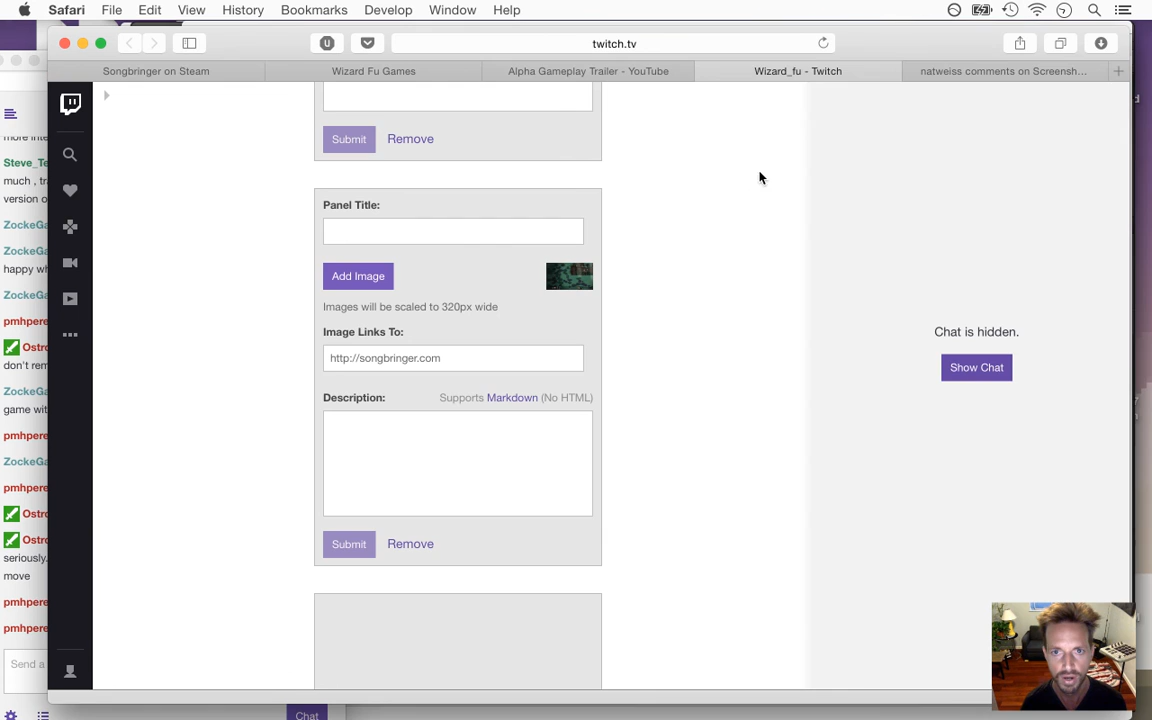 Safari File Edit View History Bookmarks Develop Window Help
twitch.tv
Songbringer on Steam
Wizard Fu Games
Alpha Gameplay Trailer - YouTube
Wizard_fu - Twitch
natweiss comments on Screensh...
Submit Remove
Panel Title:
Add Image
Images will be scaled to 320px wide
Image Links To:
http://songbringer.com
Description: Supports Markdown (No HTML)
Submit Remove
Chat is hidden.
Show Chat
more inte
Steve_Te
much , tra
version o
ZockeGa
ZockeGa
happy wh
ZockeGa
pmhpere
Ostro
don't rem
ZockeGa
game wit
pmhpere
ZockeGa
pmhpere
Ostro
Ostro
seriously.
move
pmhpere
pmhpere
Send a
Chat